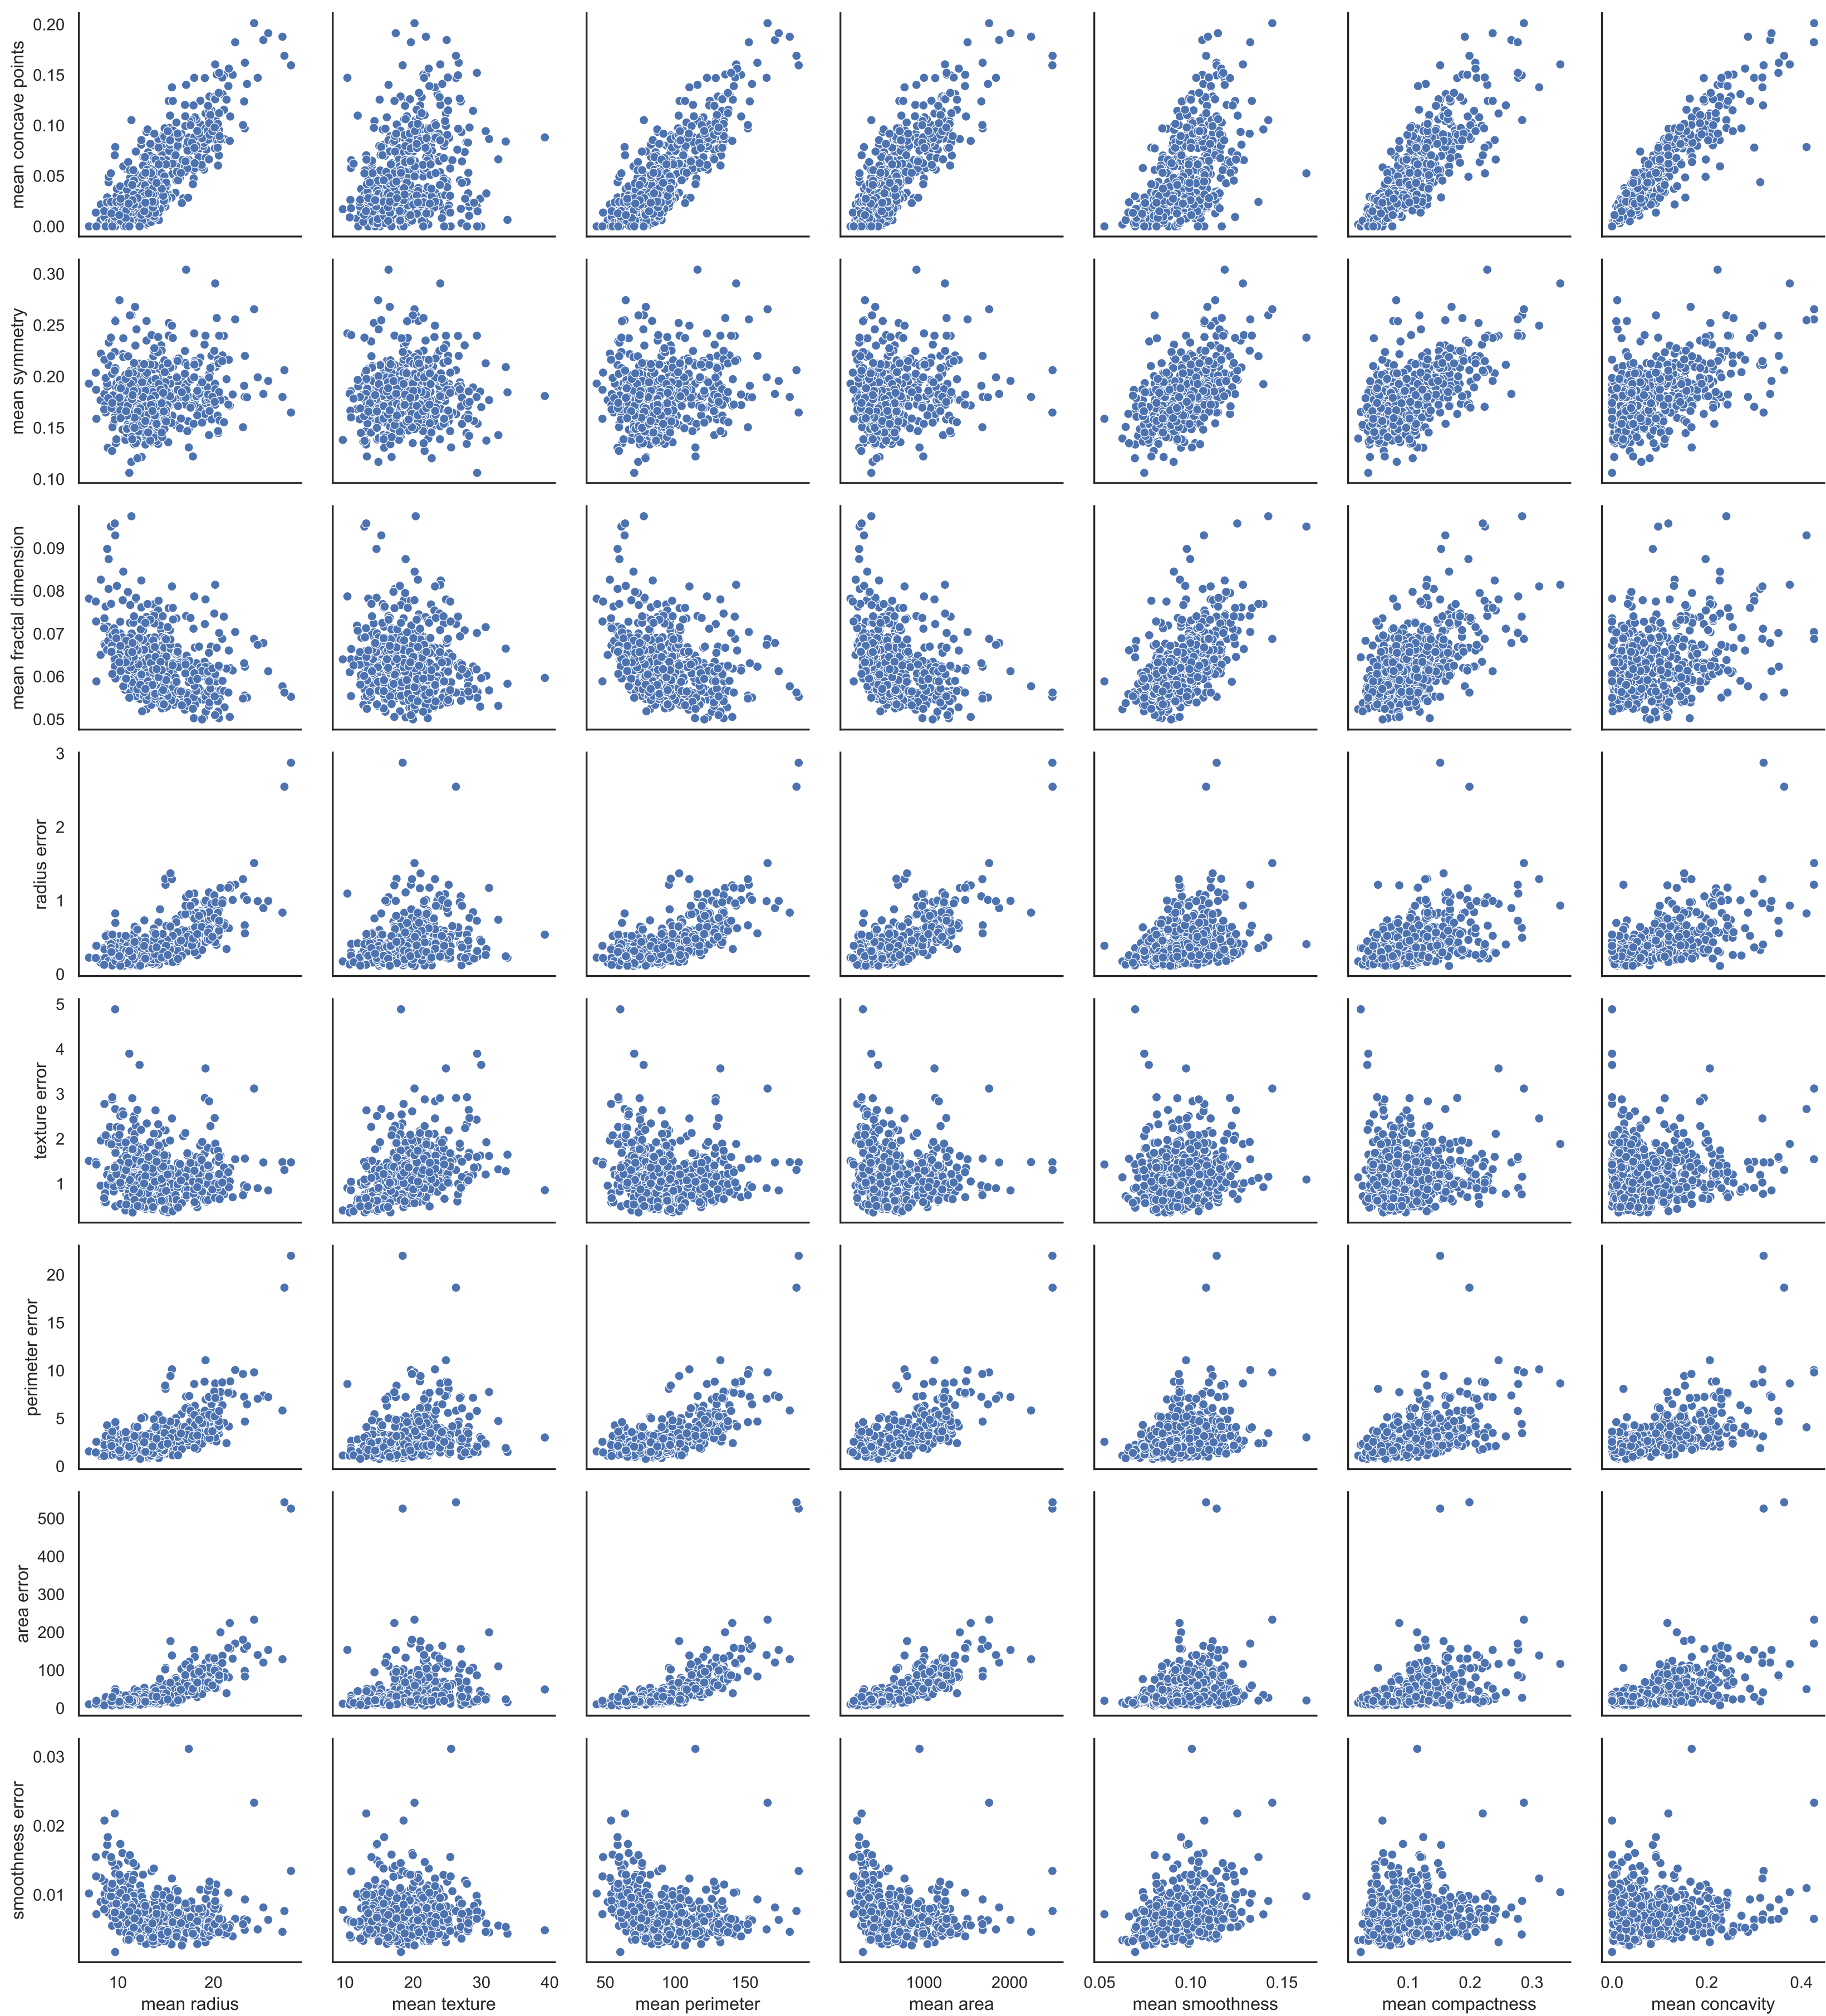 mean concave points
0.20
0.15
0.10
0.05
0.00
mean symmetry
0.30
0.25
0.20
0.15
0.10
mean fractal dimension
0.09
0.08
0.07
0.06
0.05
radius error
3
2
1
0
texture error
5
4
3
2
1
perimeter error
20
15
10
5
0
area error
500
400
300
200
100
0
smoothness error
0.03
0.02
0.01
10 20
mean radius
10 20 30 40
mean texture
50 100 150
mean perimeter
1000 2000
mean area
0.05 0.10 0.15
mean smoothness
0.1 0.2 0.3
mean compactness
0.0 0.2 0.4
mean concavity